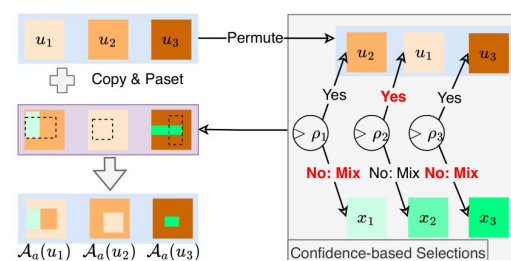 u₁ u₂ u₃ Permute u₂ u₁ u₃
Copy & Paset
Yes Yes Yes
> ρ₁ > ρ₂ > ρ₃
No: Mix No: Mix No: Mix
x₁ x₂ x₃
𝒜ₐ(u₁) 𝒜ₐ(u₂) 𝒜ₐ(u₃)
Confidence-based Selections